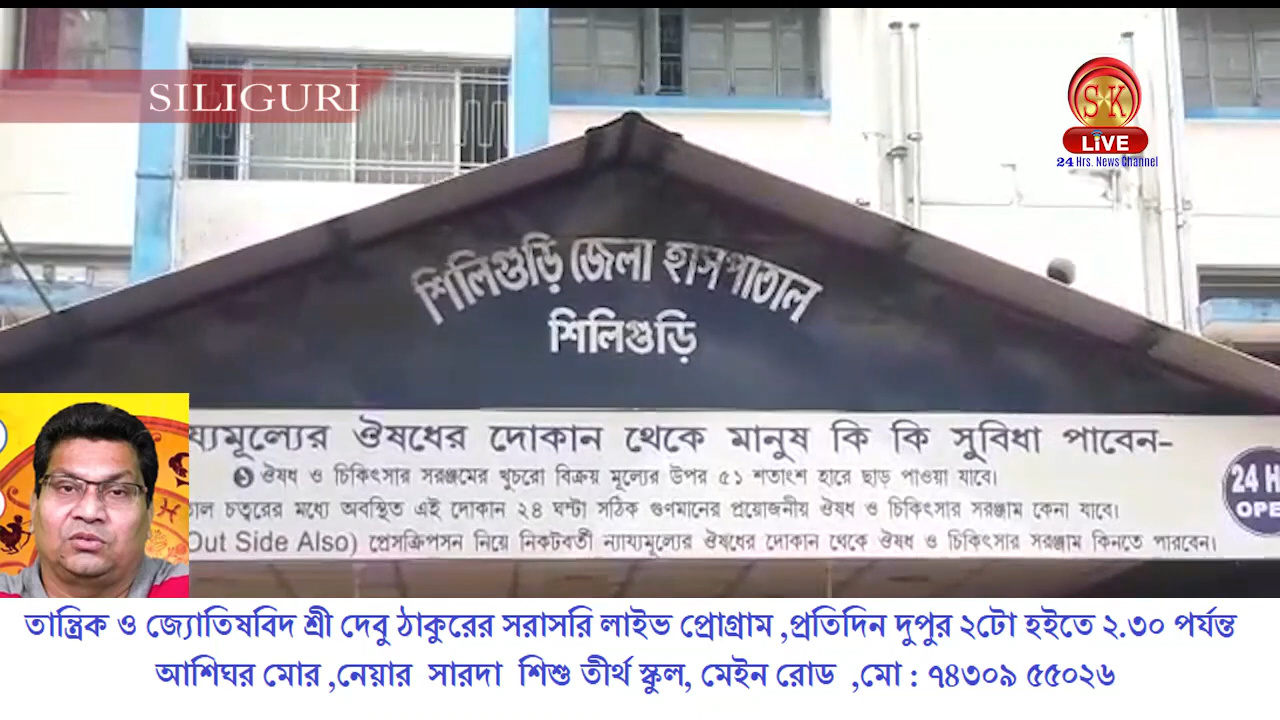 SILIGURI
SK
LiVE
24 Hrs. News Channel
শিলিগুড়ি জেলা হাসপাতাল
শিলিগুড়ি
য্যমূল্যের ঔষধের দোকান থেকে মানুষ কি কি সুবিধা পাবেন-
ঔষধ ও চিকিৎসার সরঞ্জমের খুচরো বিক্রয় মূল্যের উপর ৫১ শতাংশ হারে ছাড় পাওয়া যাবে।
চত্বরের মধ্যে অবস্থিত এই দোকান ২৪ ঘন্টা সঠিক গুণমানের প্রয়োজনীয় ঔষধ ও চিকিৎসার সরঞ্জাম কেনা যাবে।
Out Side Also) প্রেসক্রিপসন নিয়ে নিকটবর্তী ন্যায্যমূল্যের ঔষধের দোকান থেকে ঔষধ ও চিকিৎসার সরঞ্জাম কিনতে পারবেন।
24 H
OPE
তান্ত্রিক ও জ্যোতিষবিদ শ্রী দেবু ঠাকুরের সরাসরি লাইভ প্রোগ্রাম ,প্রতিদিন দুপুর ২টো হইতে ২.৩০ পর্যন্ত
আশিঘর মোর ,নেয়ার সারদা শিশু তীর্থ স্কুল, মেইন রোড ,মো : ৭৪৩০৯ ৫৫০২৬